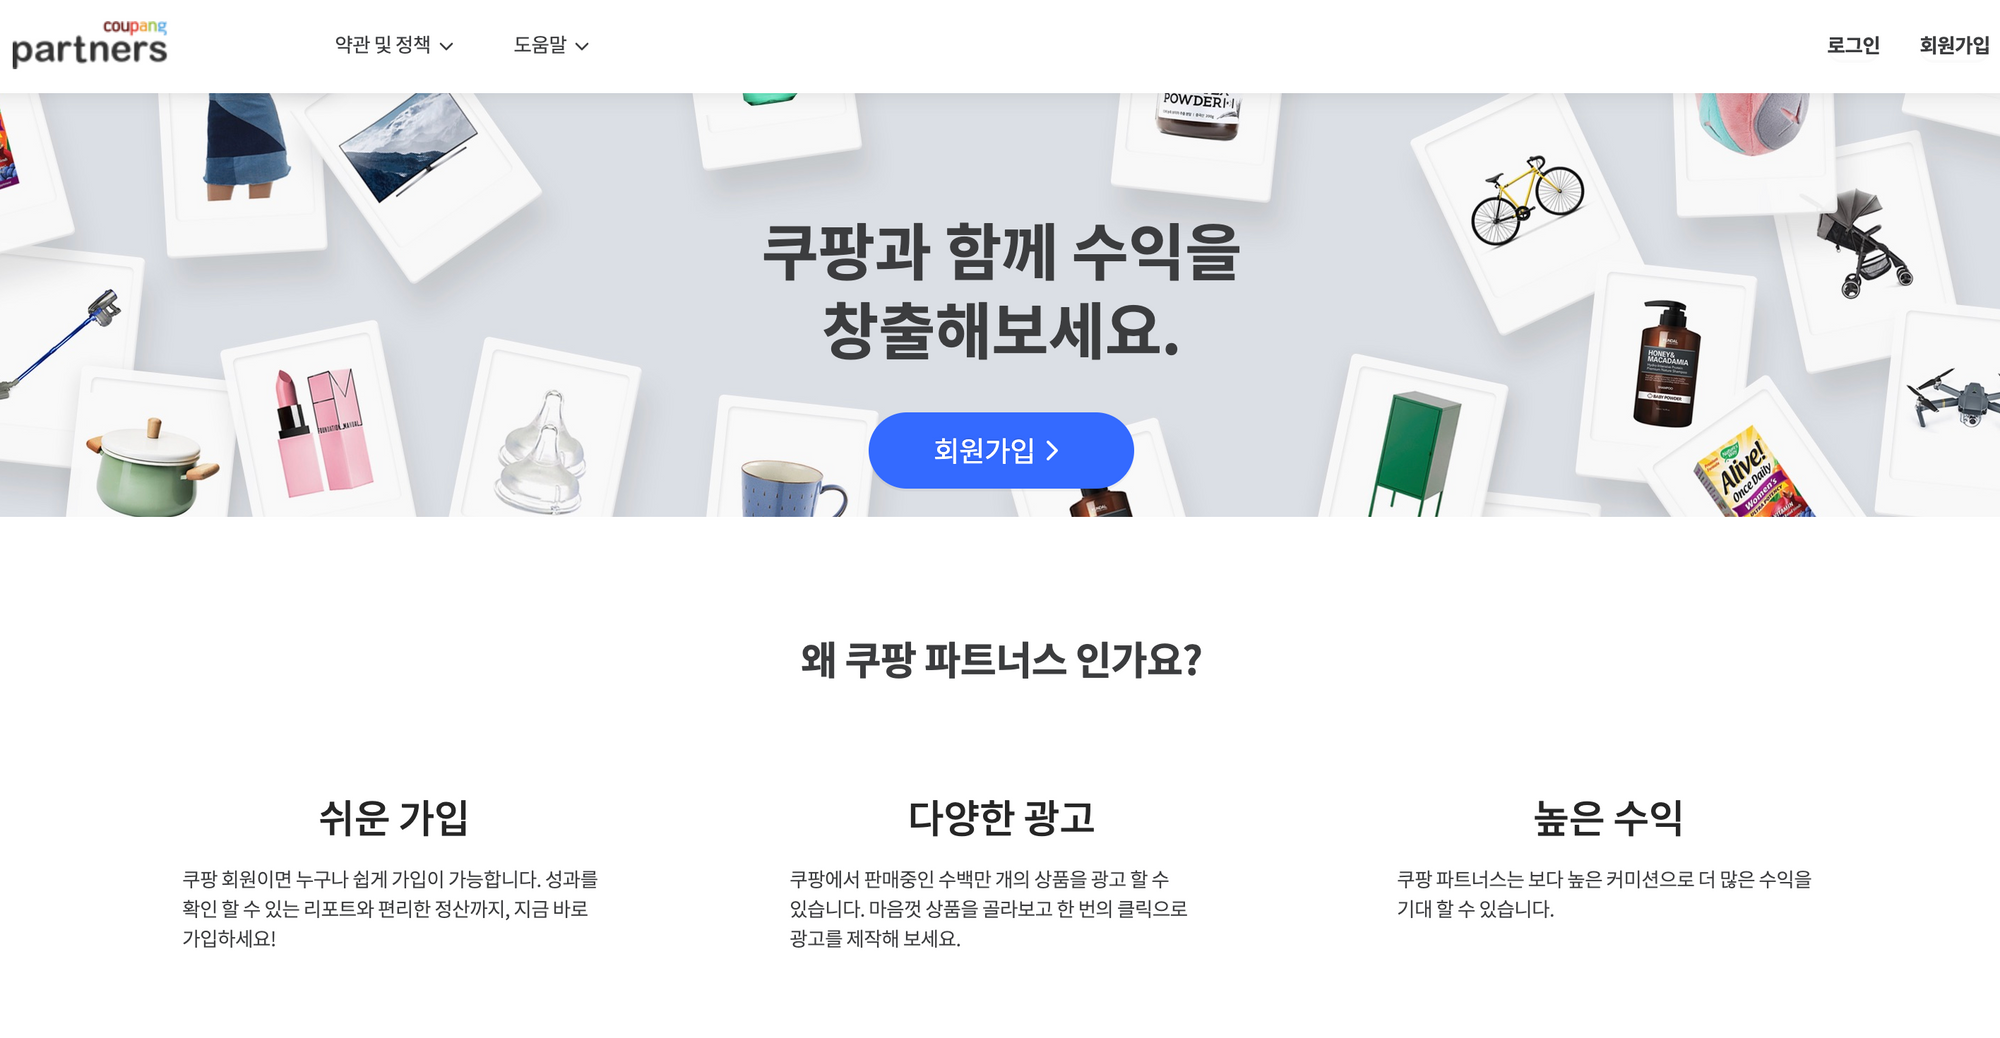 coupang
partners
약관 및 정책
도움말
로그인
회원가입
POWDER
쿠팡과 함께 수익을
창출해보세요.
회원가입
HONEY&
MACADAMIA
BABY POWDER
Alive!
Once Daily
Women's
왜 쿠팡 파트너스 인가요?
쉬운 가입
쿠팡 회원이면 누구나 쉽게 가입이 가능합니다. 성과를
확인 할 수 있는 리포트와 편리한 정산까지, 지금 바로
가입하세요!
다양한 광고
쿠팡에서 판매중인 수백만 개의 상품을 광고 할 수
있습니다. 마음껏 상품을 골라보고 한 번의 클릭으로
광고를 제작해 보세요.
높은 수익
쿠팡 파트너스는 보다 높은 커미션으로 더 많은 수익을
기대 할 수 있습니다.